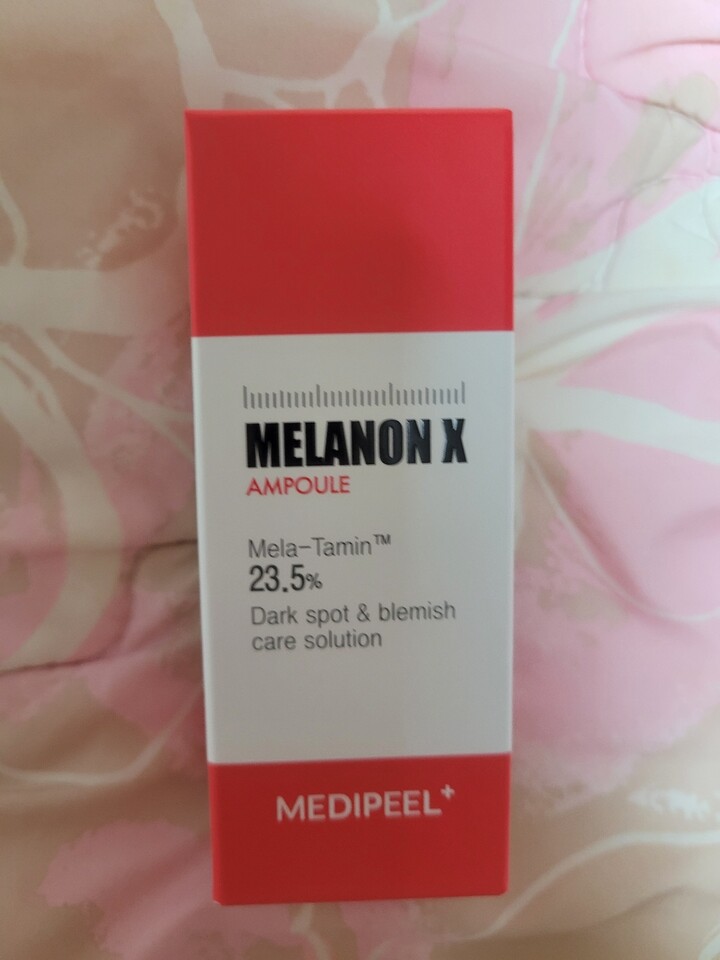 MELANON X
AMPOULE
Mela-Tamin™
23.5%
Dark spot & blemish
care solution
MEDIPEEL+